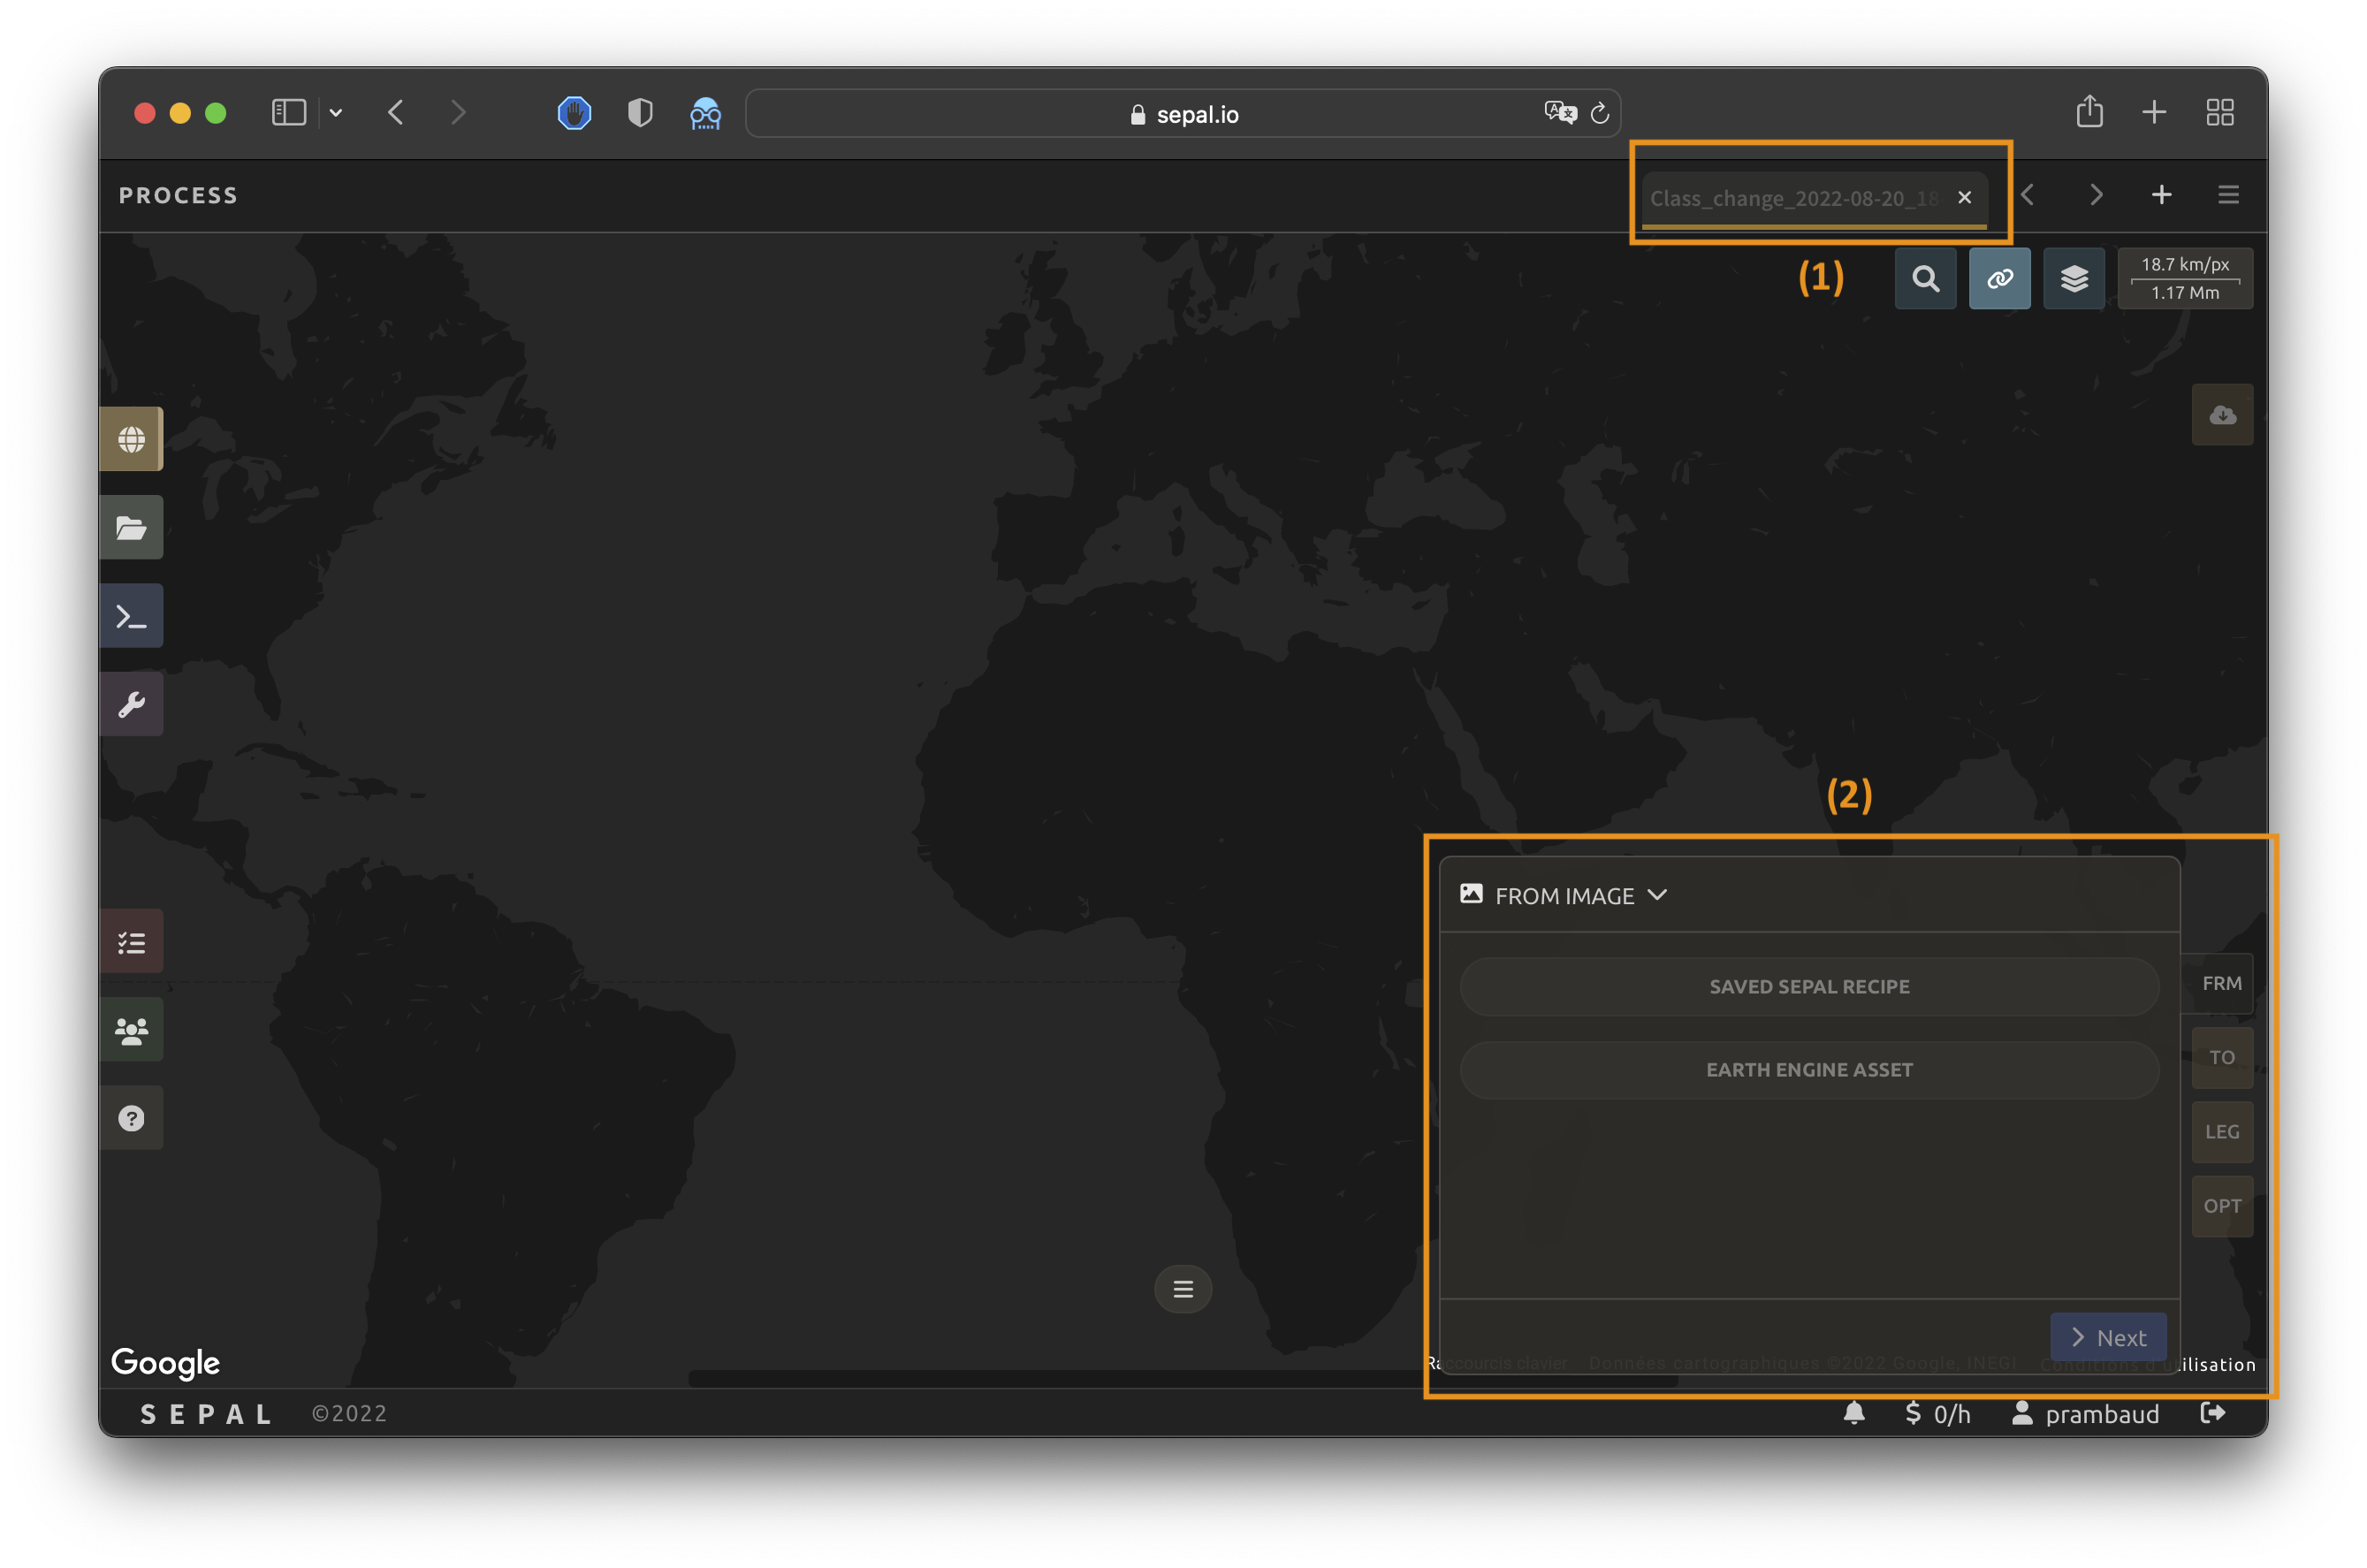 sepal.io
PROCESS
Class_change_2022-08-20_18
(1)
18.7 km/px
1.17 Mm
(2)
FROM IMAGE
SAVED SEPAL RECIPE
EARTH ENGINE ASSET
FRM
TO
LEG
OPT
Next
Google
Raccourcis clavier Données cartographiques ©2022 Google, INEGI Conditions d'utilisation
SEPAL ©2022
$ 0/h prambaud